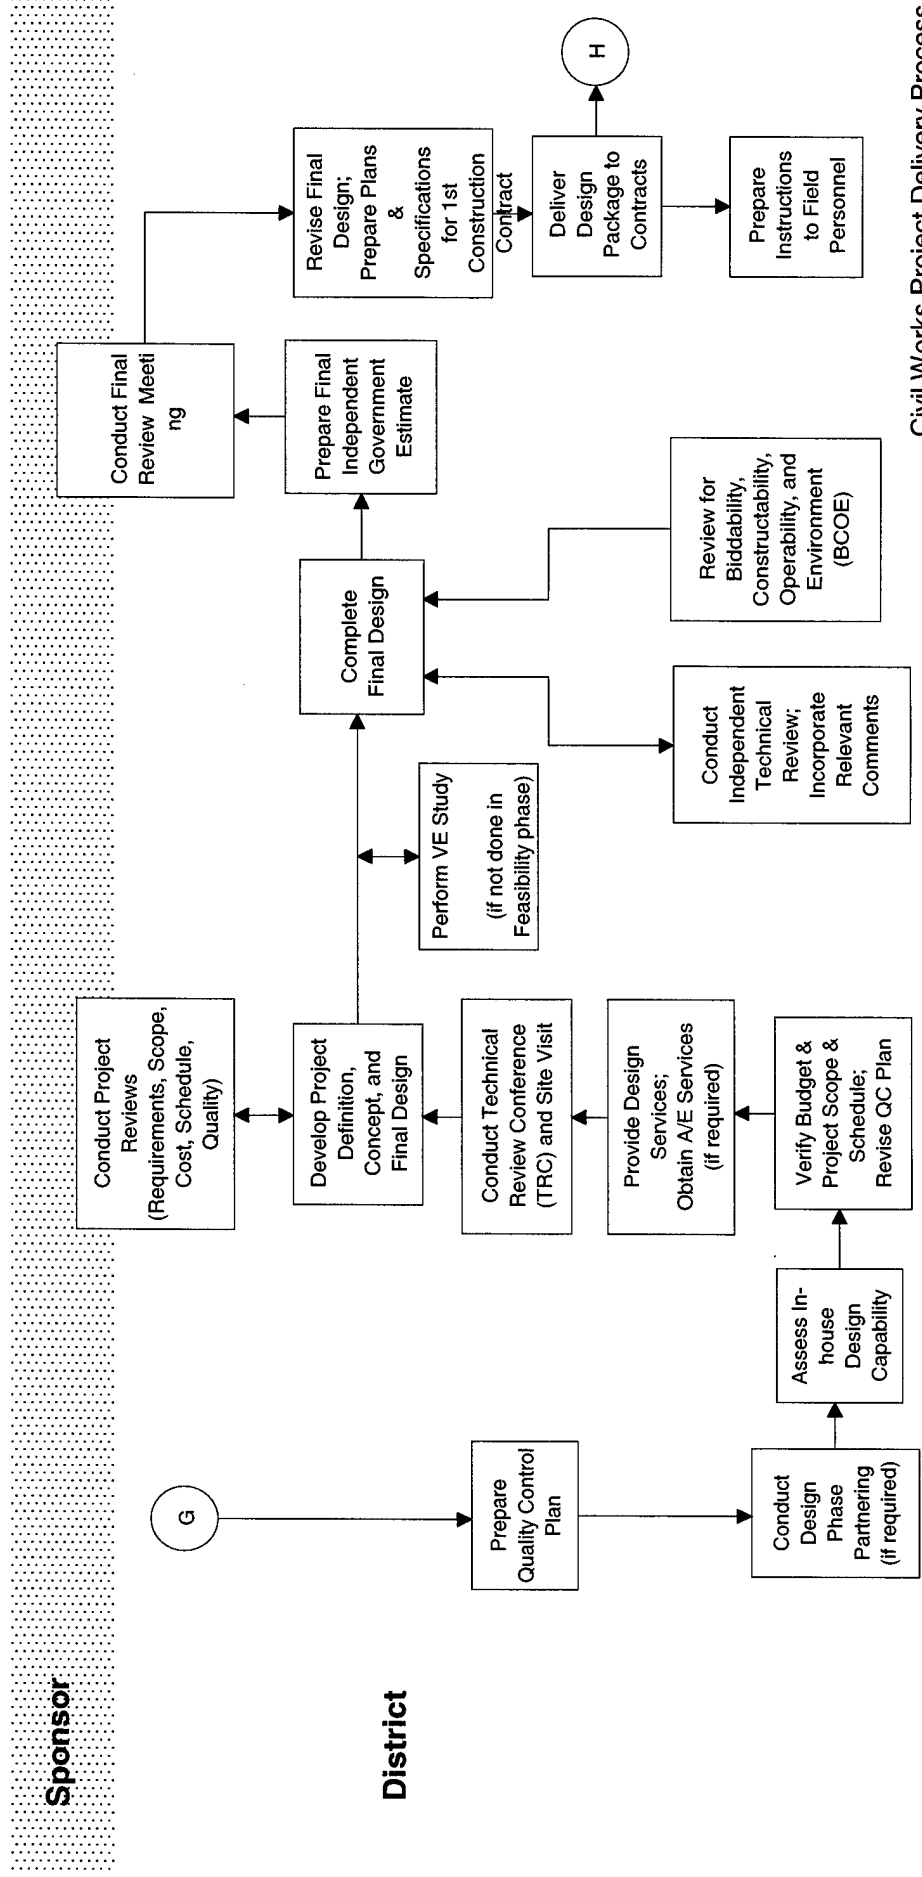 Sponsor
District
G
Prepare
Quality Control
Plan
Conduct
Design
Phase
Partnering
(if required)
Assess In-
house
Design
Capability
Verify Budget &
Project Scope &
Schedule;
Revise QC Plan
Provide Design
Services;
Obtain A/E Services
(if required)
Conduct Technical
Review Conference
(TRC) and Site Visit
Develop Project
Definition,
Concept, and
Final Design
Conduct Project
Reviews
(Requirements, Scope,
Cost, Schedule,
Quality)
Perform VE Study
(if not done in
Feasibility phase)
Complete
Final Design
Conduct
Independent
Technical
Review;
Incorporate
Relevant
Comments
Review for
Biddability,
Constructability,
Operability, and
Environment
(BCOE)
Prepare Final
Independent
Government
Estimate
Conduct Final
Review Meeti
ng
Revise Final
Design;
Prepare Plans
&
Specifications
for 1st
Construction
Contract
Deliver
Design
Package to
Contracts
H
Prepare
Instructions
to Field
Personnel
Civil Works Project Delivery Process